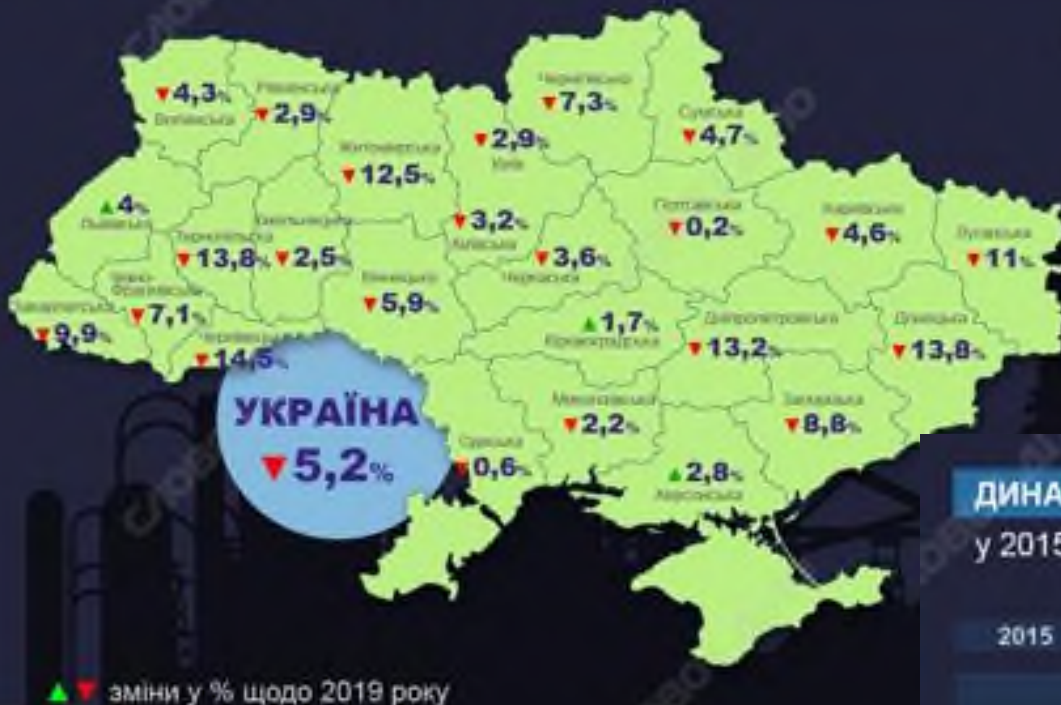 Чернігівська
▼7,3%
▼4,3%
Волинська
Рівненська
▼2,9%
Сумська
▼4,7%
▼2,9%
Київ
Житомирська
▼12,5%
▲4%
Львівська
▼3,2%
Київська
Полтавська
▼0,2%
Харківська
▼4,6%
Луганська
▼11%
Тернопільська
▼13,8%
Хмельницька
▼2,5%
▼3,6%
Черкаська
Івано-
Франківська
▼7,1%
Вінницька
▼5,9%
Закарпатська
▼9,9%
▲1,7%
Кіровоградська
Дніпропетровська
▼13,2%
Донецька
▼13,8%
Чернівецька
▼14,5%
Миколаївська
▼2,2%
Запорізька
▼8,8%
УКРАЇНА
▼5,2%
Одеська
▼0,6%
▲2,8%
Херсонська
ДИНА
у 2015
2015
▲▼ зміни у % щодо 2019 року